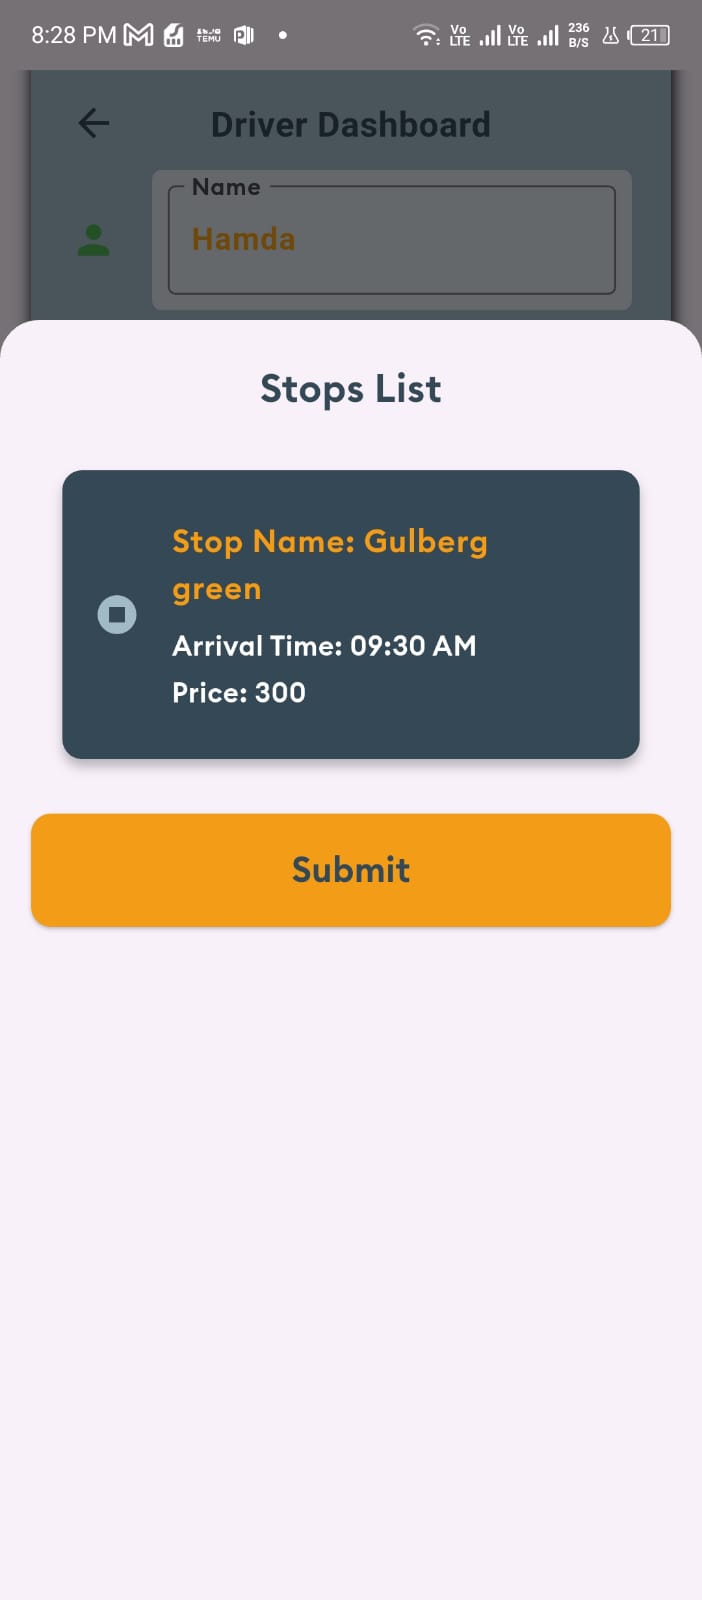 8:28 PM TEMU Vo LTE Vo LTE 236 B/S 21
Driver Dashboard
Name
Hamda
Stops List
Stop Name: Gulberg
green
Arrival Time: 09:30 AM
Price: 300
Submit